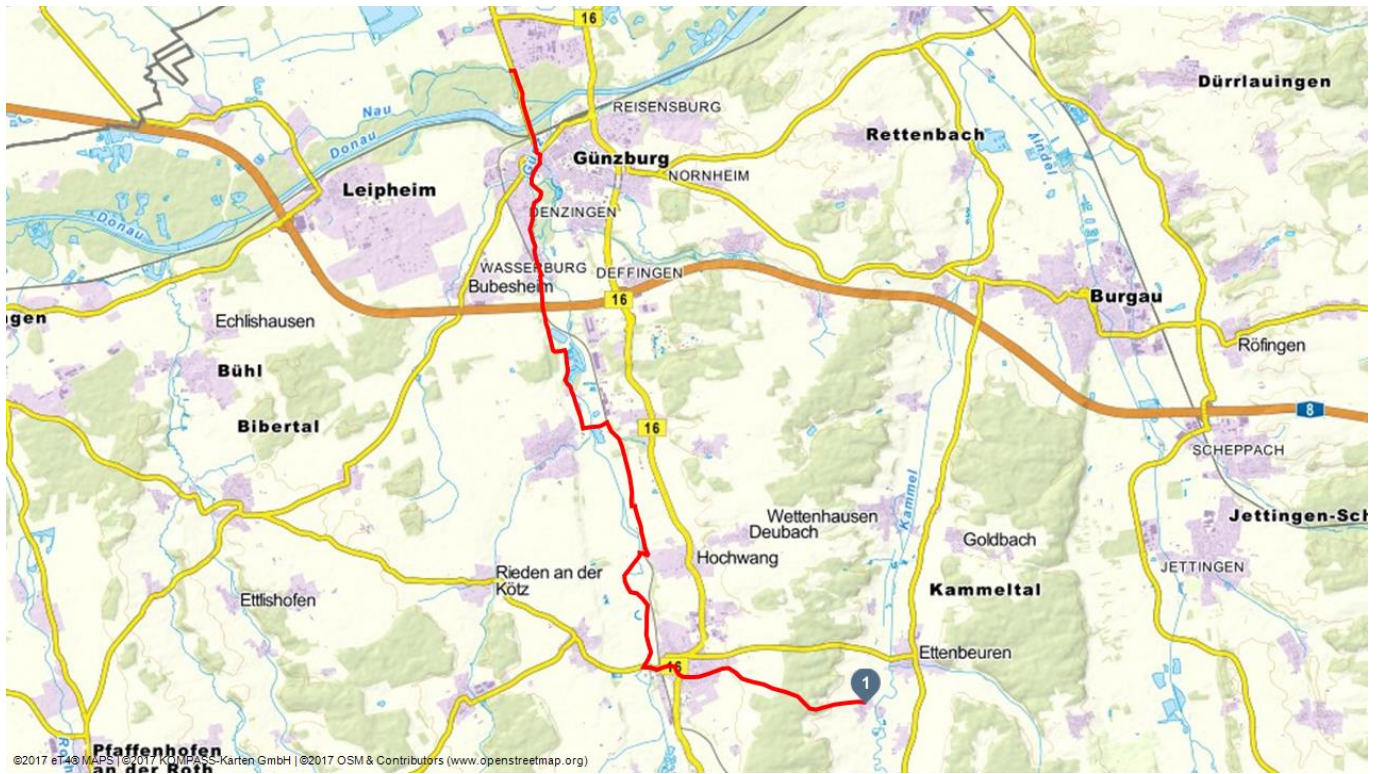 16
Dürrlauingen
Nau
REISENSBURG
Donau
Rettenbach
Mindel
Günzburg
NORNHEIM
Leipheim
DENZINGEN
Donau
WASSERBURG
DEFFINGEN
Bubesheim
16
Burgau
Echlishausen
gen
Röfingen
Bühl
8
Bibertal
16
SCHEPPACH
Kammel
Wettenhausen
Jettingen-Sch
Deubach
Goldbach
Hochwang
JETTINGEN
Rieden an der
Kötz
Kammeltal
Ettlishofen
Ettenbeuren
16
1
Pfaffenhofen
an der Roth
Roth
©2017 eT4® MAPS | ©2017 KOMPASS-Karten GmbH | ©2017 OSM & Contributors (www.openstreetmap.org)